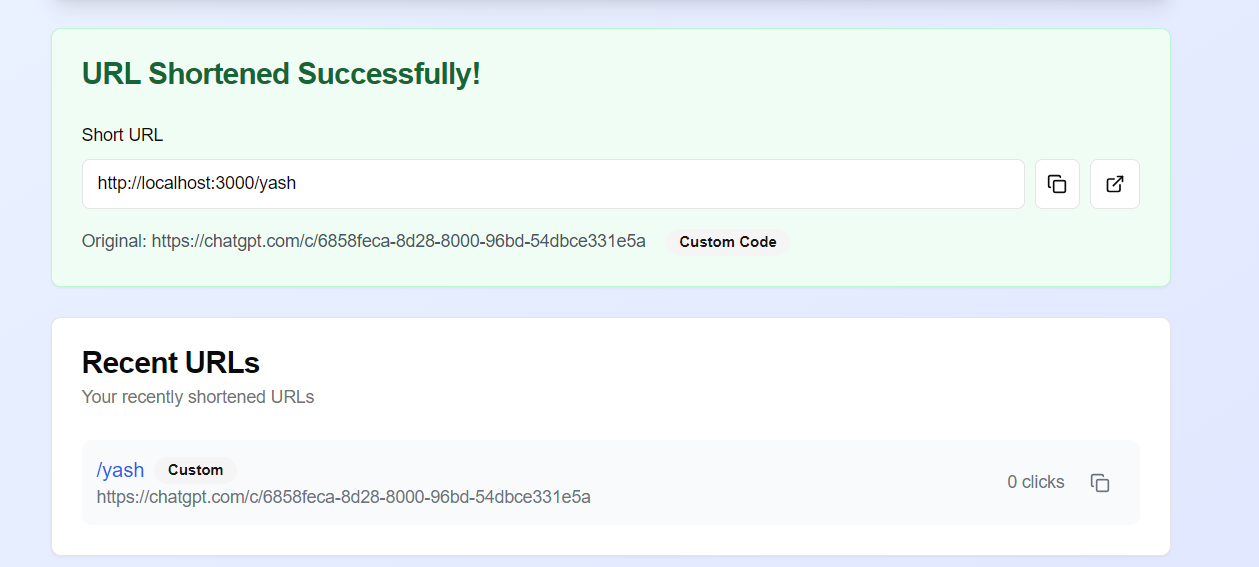 URL Shortened Successfully!
Short URL
http://localhost:3000/yash
Original: https://chatgpt.com/c/6858feca-8d28-8000-96bd-54dbce331e5a Custom Code
Recent URLs
Your recently shortened URLs
/yash Custom
https://chatgpt.com/c/6858feca-8d28-8000-96bd-54dbce331e5a
0 clicks